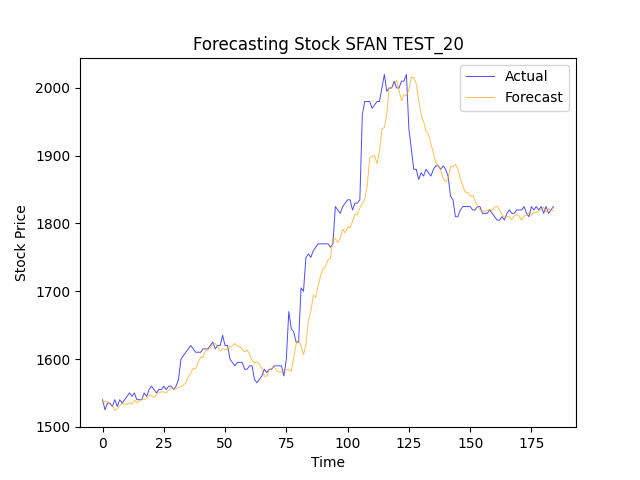 Forecasting Stock SFAN TEST_20
Actual
Forecast
2000
1900
1800
1700
1600
1500
Stock Price
0 25 50 75 100 125 150 175
Time